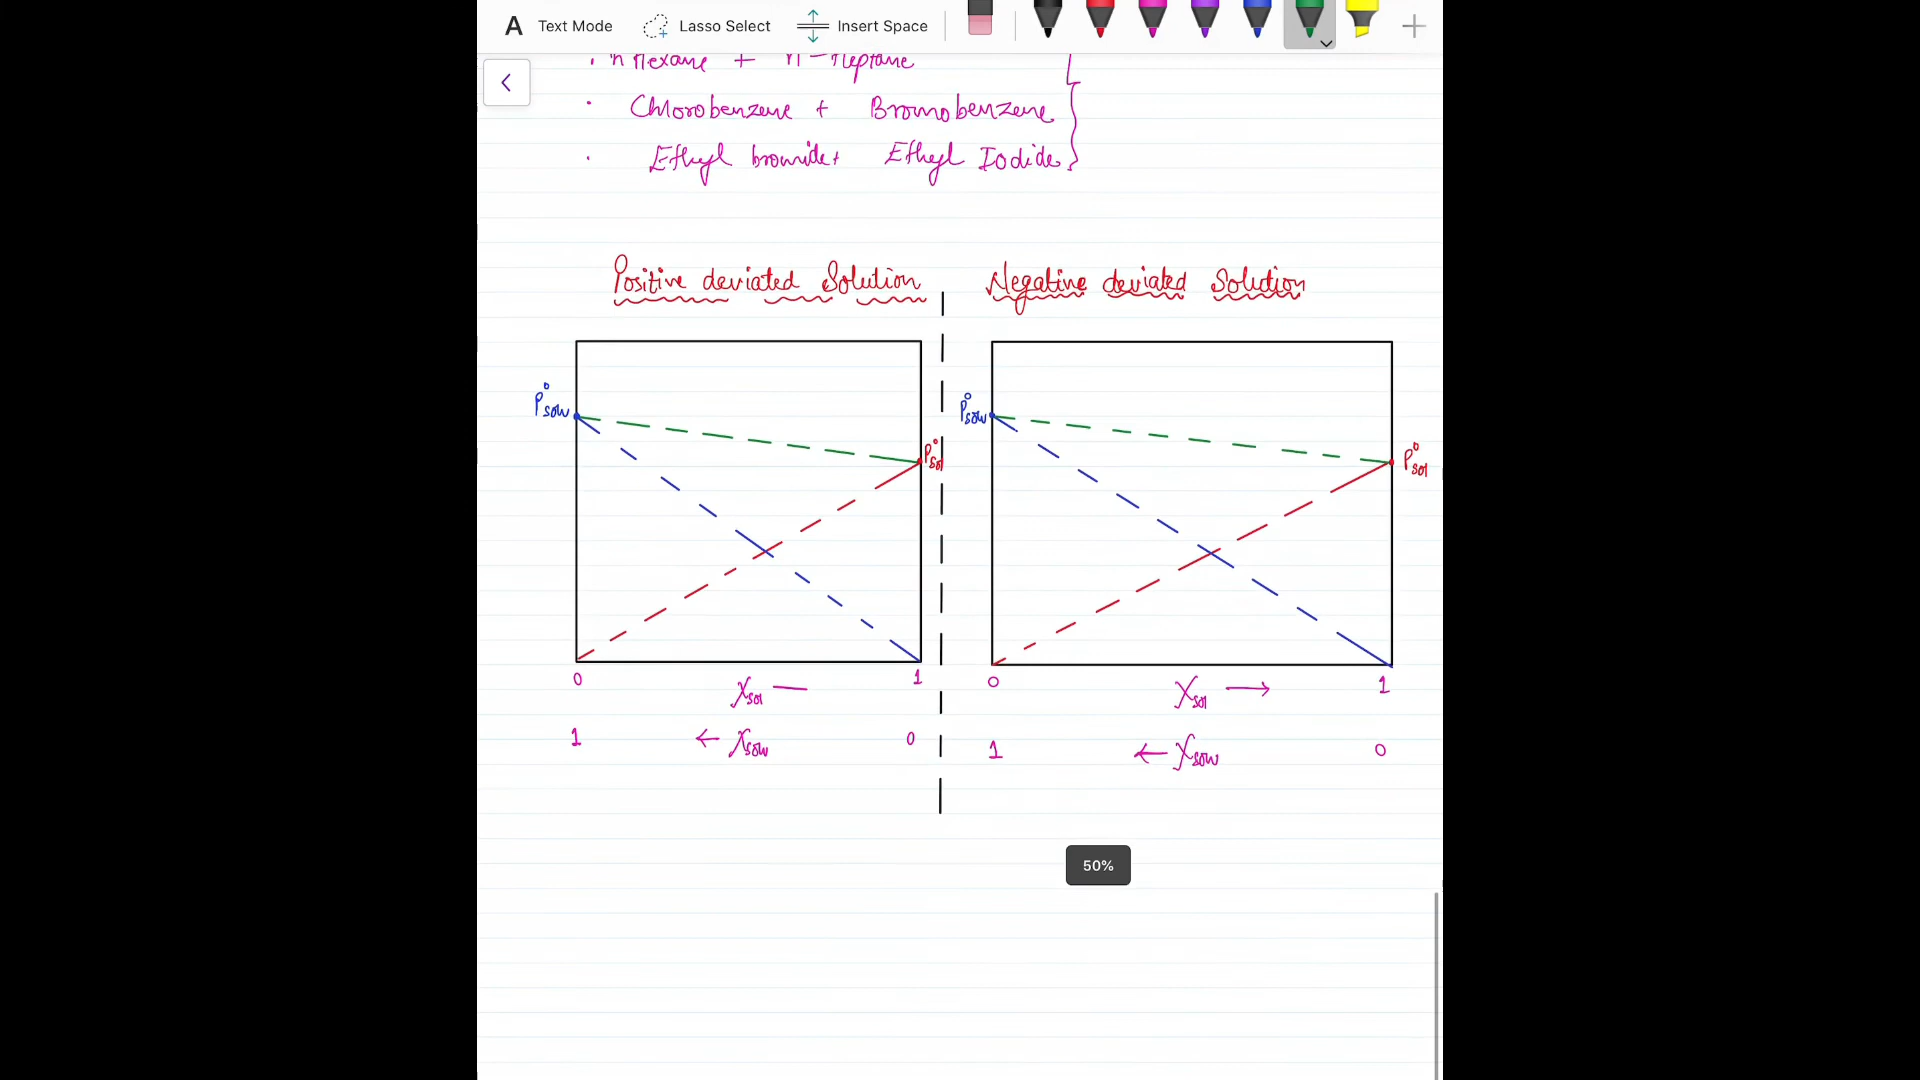 A Text Mode Lasso Select Insert Space
· n Hexane + n-Heptane
· Chlorobenzene + Bromobenzene
· Ethyl bromide + Ethyl Iodide
Positive deviated Solution
Negative deviated Solution
P°solv
P°sol
0 1
Xsol —
1 ← Xsolv 0
P°solv
P°sol
0 1
Xsol →
1 ← Xsolv 0
50%